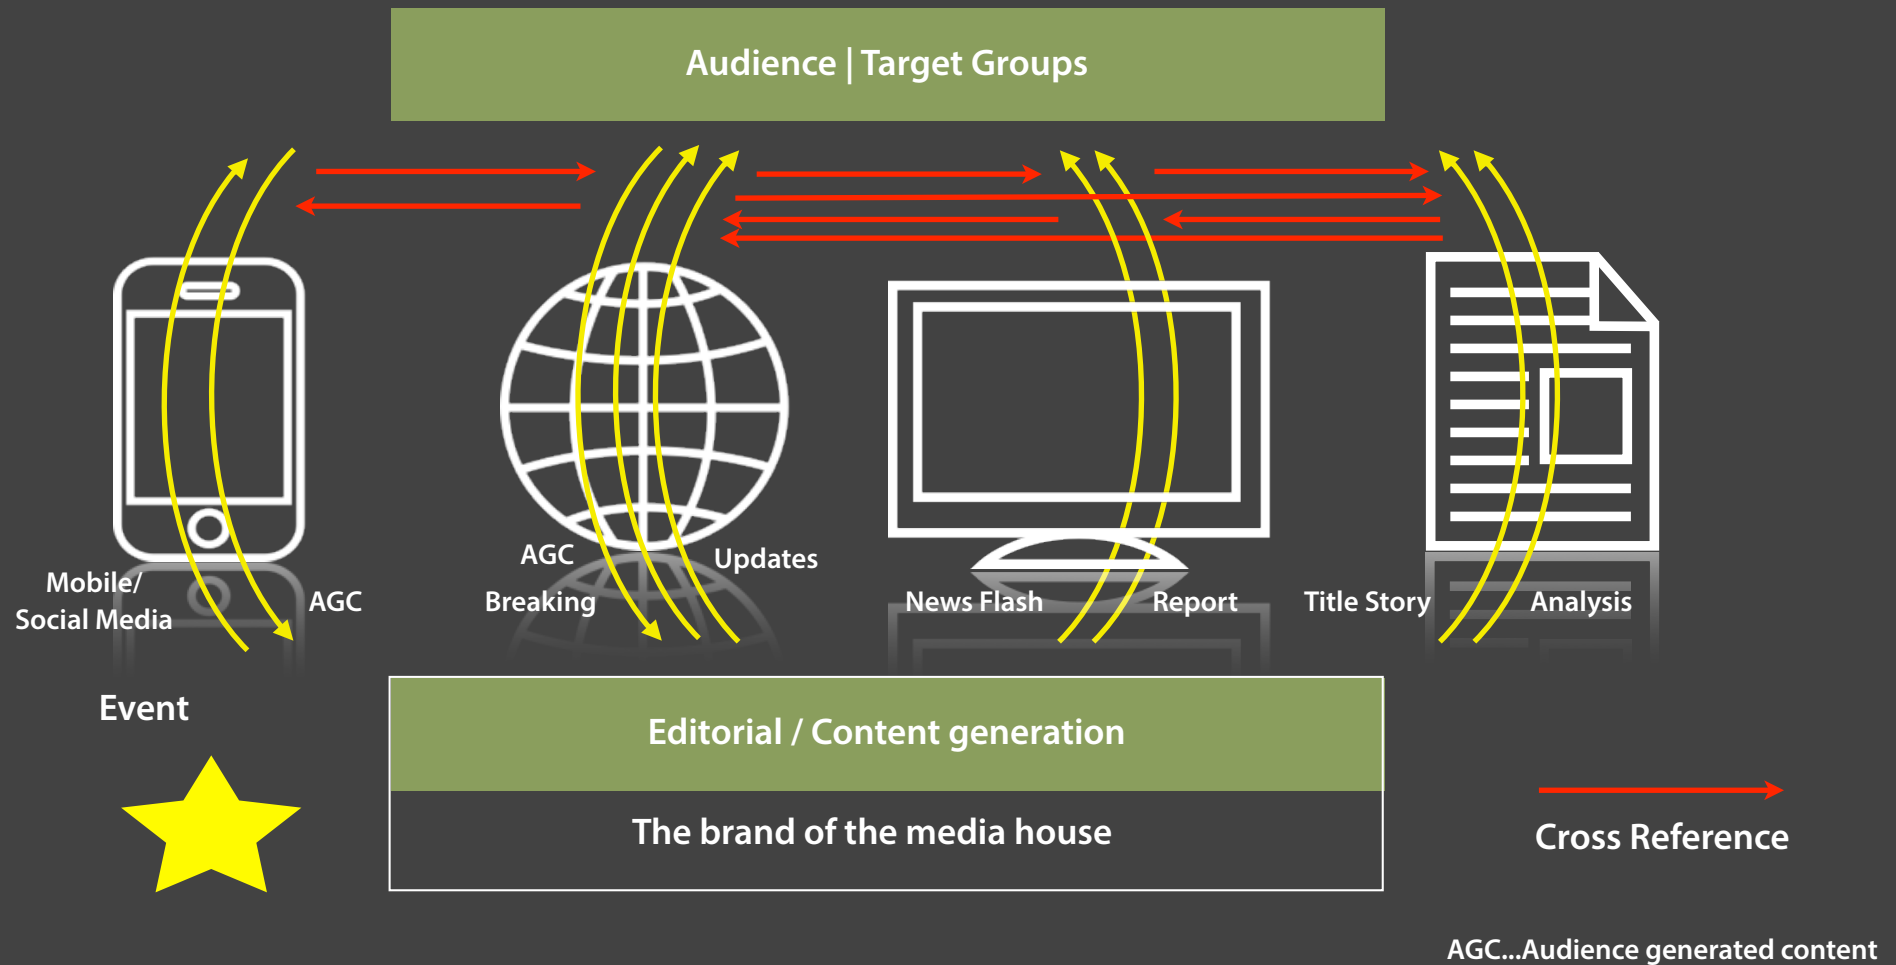 Audience | Target Groups
AGC
Updates
Mobile/
Social Media
AGC
Breaking
News Flash
Report
Title Story
Analysis
Event
Editorial / Content generation
The brand of the media house
Cross Reference
AGC...Audience generated content